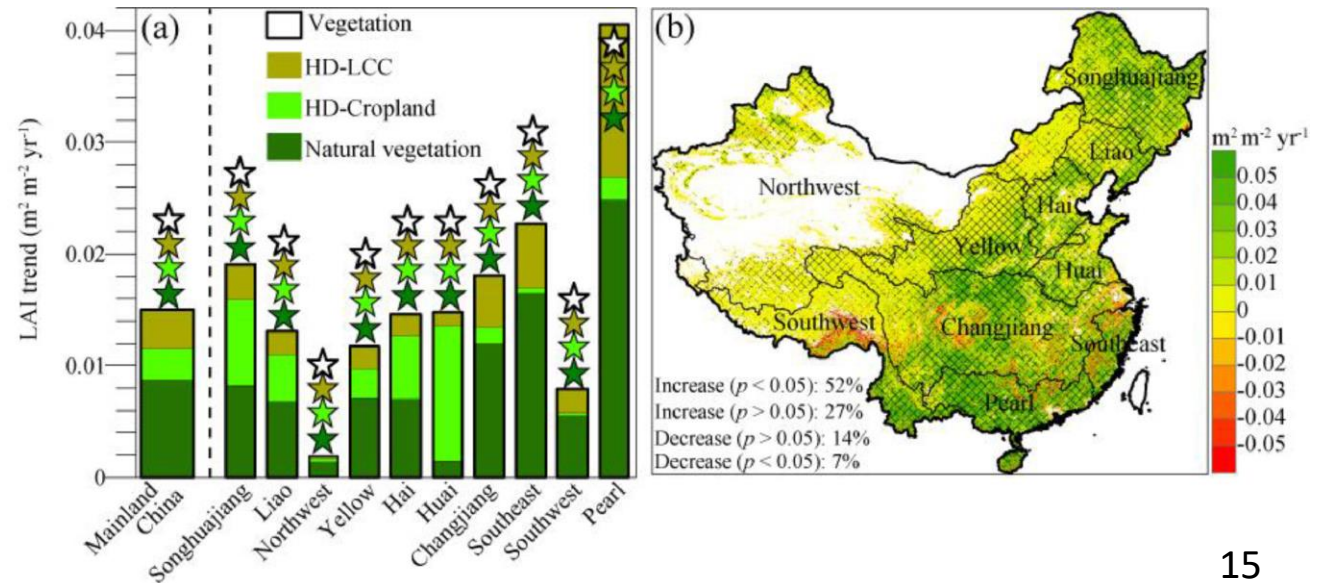 (a)
Vegetation
HD-LCC
HD-Cropland
Natural vegetation
LAI trend (m² m⁻² yr⁻¹)
0.04
0.03
0.02
0.01
0
Mainland
China
Songhuajiang
Liao
Northwest
Yellow
Hai
Huai
Changjiang
Southeast
Southwest
Pearl
(b)
Songhuajiang
Liao
Northwest
Hai
Yellow
Huai
Southwest
Changjiang
Southeast
Pearl
Increase (p < 0.05): 52%
Increase (p > 0.05): 27%
Decrease (p > 0.05): 14%
Decrease (p < 0.05): 7%
m² m⁻² yr⁻¹
0.05
0.04
0.03
0.02
0.01
0
-0.01
-0.02
-0.03
-0.04
-0.05
15